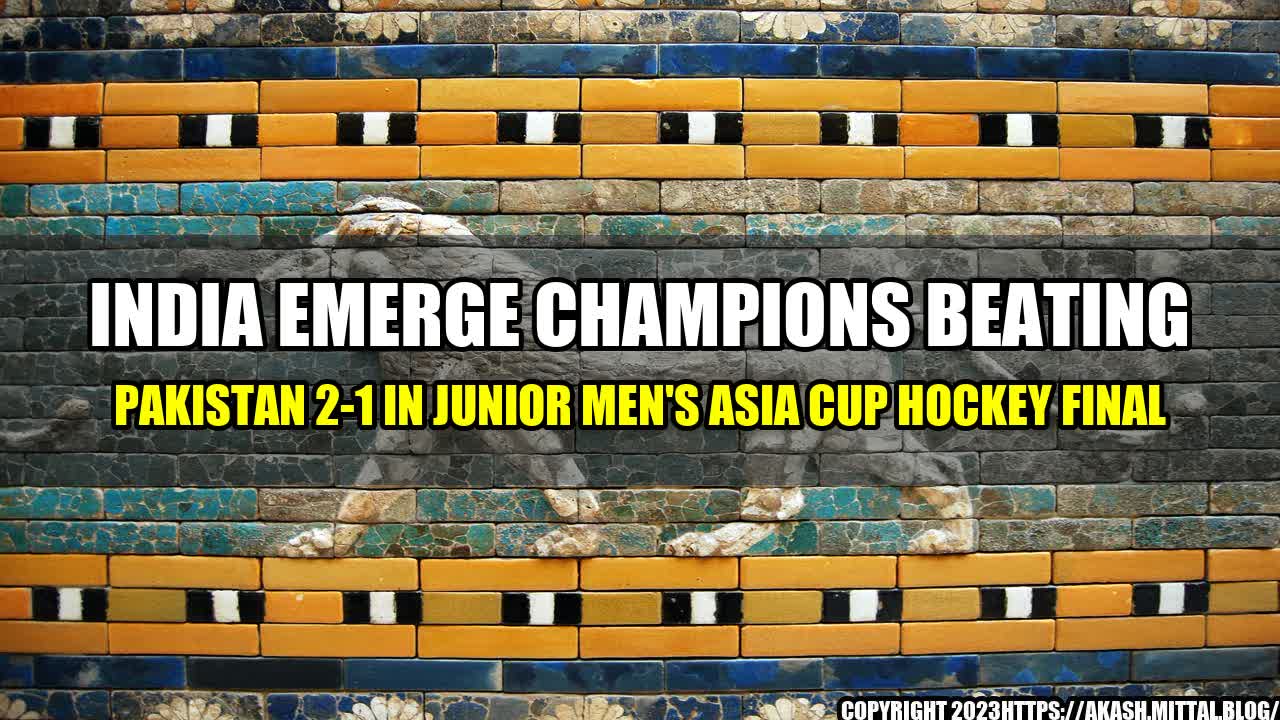 INDIA EMERGE CHAMPIONS BEATING
PAKISTAN 2-1 IN JUNIOR MEN'S ASIA CUP HOCKEY FINAL
COPYRIGHT 2023HTTPS://AKASH.MITTAL.BLOG/